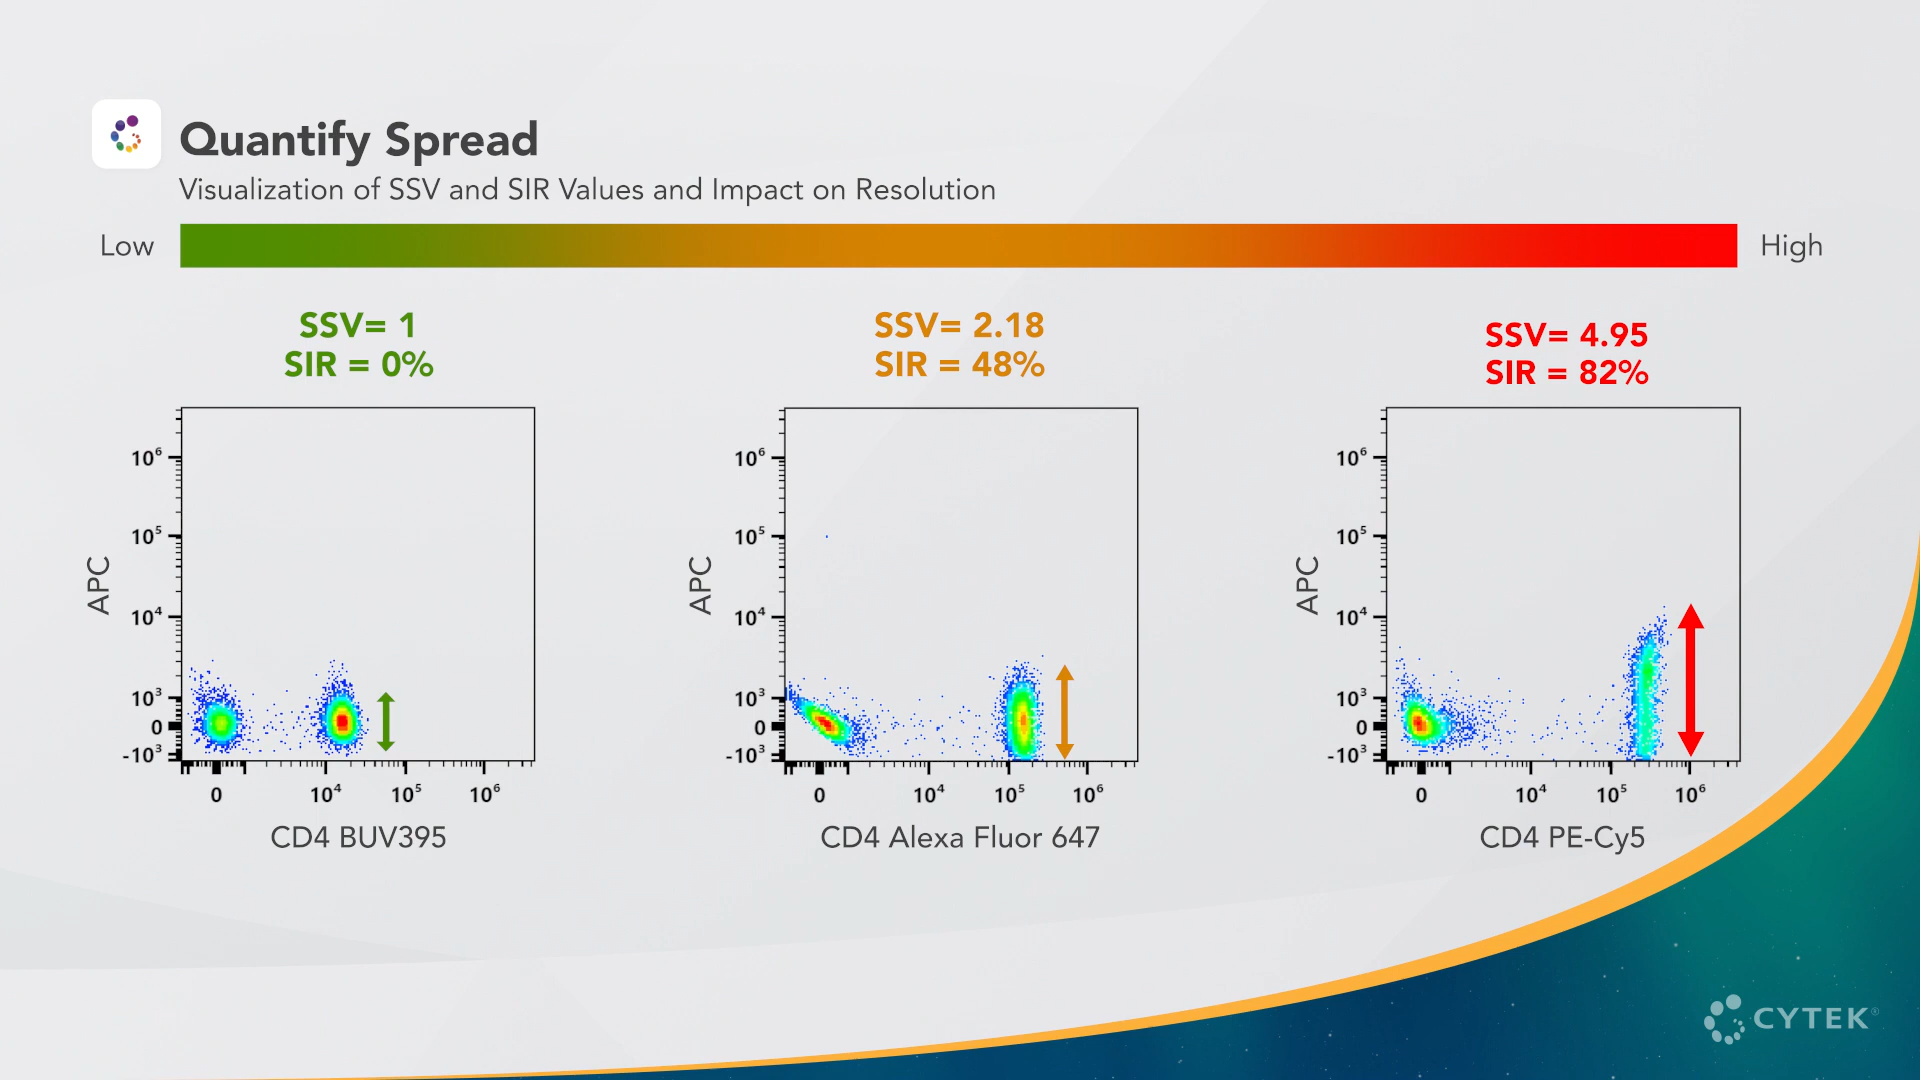 Quantify Spread
Visualization of SSV and SIR Values and Impact on Resolution
Low
High
SSV= 1
SIR = 0%
SSV= 2.18
SIR = 48%
SSV= 4.95
SIR = 82%
APC
10⁶
10⁵
10⁴
10³
0
-10³
0
10⁴
10⁵
10⁶
CD4 BUV395
APC
10⁶
10⁵
10⁴
10³
0
-10³
0
10⁴
10⁵
10⁶
CD4 Alexa Fluor 647
APC
10⁶
10⁵
10⁴
10³
0
-10³
0
10⁴
10⁵
10⁶
CD4 PE-Cy5
CYTEK®